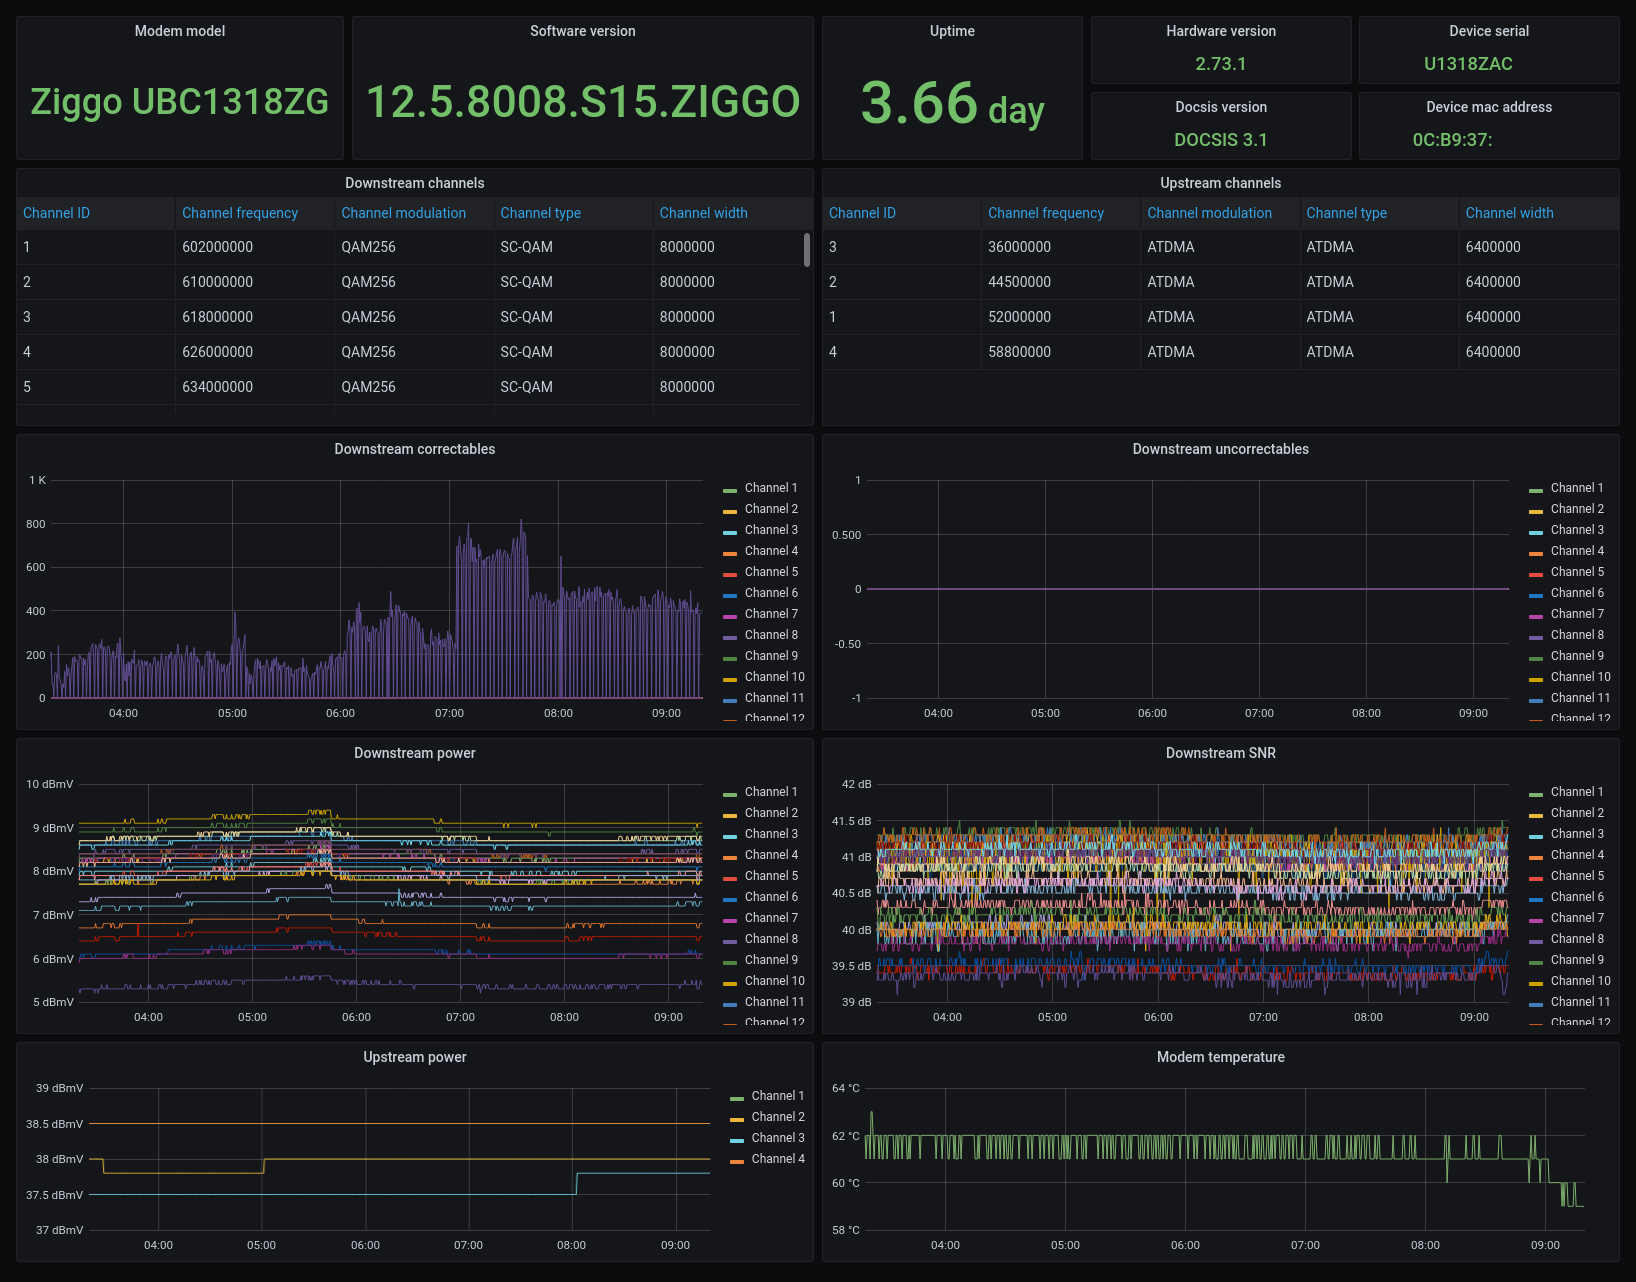 Modem model
Ziggo UBC1318ZG
Software version
12.5.8008.S15.ZIGGO
Uptime
3.66 day
Hardware version
2.73.1
Device serial
U1318ZAC
Docsis version
DOCSIS 3.1
Device mac address
0C:B9:37:
Downstream channels
Channel ID Channel frequency Channel modulation Channel type Channel width
1 602000000 QAM256 SC-QAM 8000000
2 610000000 QAM256 SC-QAM 8000000
3 618000000 QAM256 SC-QAM 8000000
4 626000000 QAM256 SC-QAM 8000000
5 634000000 QAM256 SC-QAM 8000000
Upstream channels
Channel ID Channel frequency Channel modulation Channel type Channel width
3 36000000 ATDMA ATDMA 6400000
2 44500000 ATDMA ATDMA 6400000
1 52000000 ATDMA ATDMA 6400000
4 58800000 ATDMA ATDMA 6400000
Downstream correctables
1 K
800
600
400
200
0
04:00 05:00 06:00 07:00 08:00 09:00
Channel 1
Channel 2
Channel 3
Channel 4
Channel 5
Channel 6
Channel 7
Channel 8
Channel 9
Channel 10
Channel 11
Channel 12
Downstream uncorrectables
1
0.500
0
-0.50
-1
04:00 05:00 06:00 07:00 08:00 09:00
Channel 1
Channel 2
Channel 3
Channel 4
Channel 5
Channel 6
Channel 7
Channel 8
Channel 9
Channel 10
Channel 11
Channel 12
Downstream power
10 dBmV
9 dBmV
8 dBmV
7 dBmV
6 dBmV
5 dBmV
04:00 05:00 06:00 07:00 08:00 09:00
Channel 1
Channel 2
Channel 3
Channel 4
Channel 5
Channel 6
Channel 7
Channel 8
Channel 9
Channel 10
Channel 11
Channel 12
Downstream SNR
42 dB
41.5 dB
41 dB
40.5 dB
40 dB
39.5 dB
39 dB
04:00 05:00 06:00 07:00 08:00 09:00
Channel 1
Channel 2
Channel 3
Channel 4
Channel 5
Channel 6
Channel 7
Channel 8
Channel 9
Channel 10
Channel 11
Channel 12
Upstream power
39 dBmV
38.5 dBmV
38 dBmV
37.5 dBmV
37 dBmV
04:00 05:00 06:00 07:00 08:00 09:00
Channel 1
Channel 2
Channel 3
Channel 4
Modem temperature
64 °C
62 °C
60 °C
58 °C
04:00 05:00 06:00 07:00 08:00 09:00